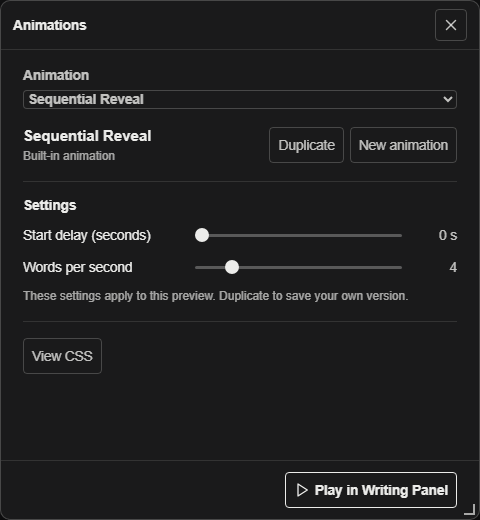 Animations
Animation
Sequential Reveal
Sequential Reveal
Built-in animation
Duplicate
New animation
Settings
Start delay (seconds)
0 s
Words per second
4
These settings apply to this preview. Duplicate to save your own version.
View CSS
Play in Writing Panel